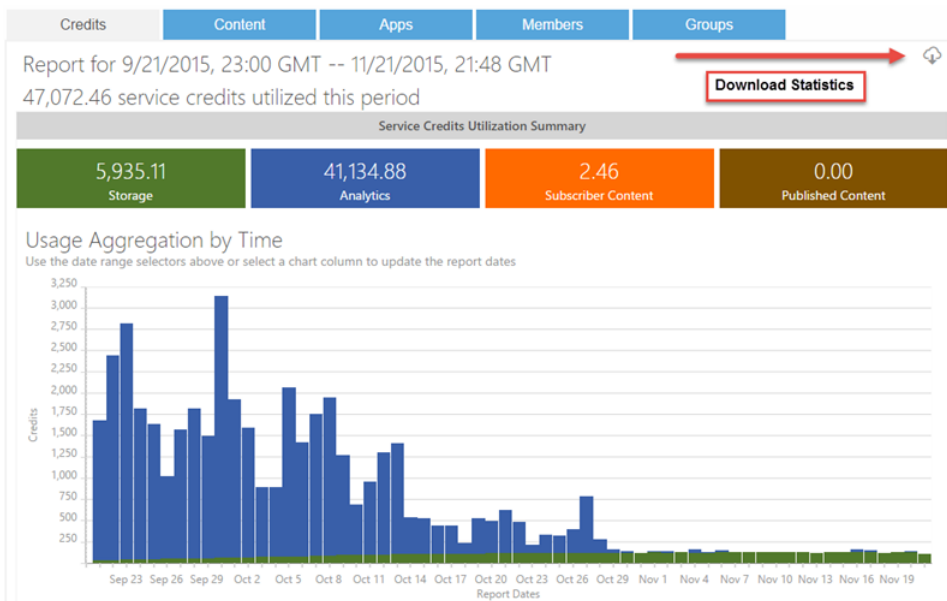 Credits Content Apps Members Groups
Report for 9/21/2015, 23:00 GMT -- 11/21/2015, 21:48 GMT
Download Statistics
47,072.46 service credits utilized this period
Service Credits Utilization Summary
5,935.11 41,134.88 2.46 0.00
Storage Analytics Subscriber Content Published Content
Usage Aggregation by Time
Use the date range selectors above or select a chart column to update the report dates
3,250
3,000
2,750
2,500
2,250
2,000
1,750
1,500
1,250
1,000
750
500
250
Credits
Sep 23 Sep 26 Sep 29 Oct 2 Oct 5 Oct 8 Oct 11 Oct 14 Oct 17 Oct 20 Oct 23 Oct 26 Oct 29 Nov 1 Nov 4 Nov 7 Nov 10 Nov 13 Nov 16 Nov 19
Report Dates